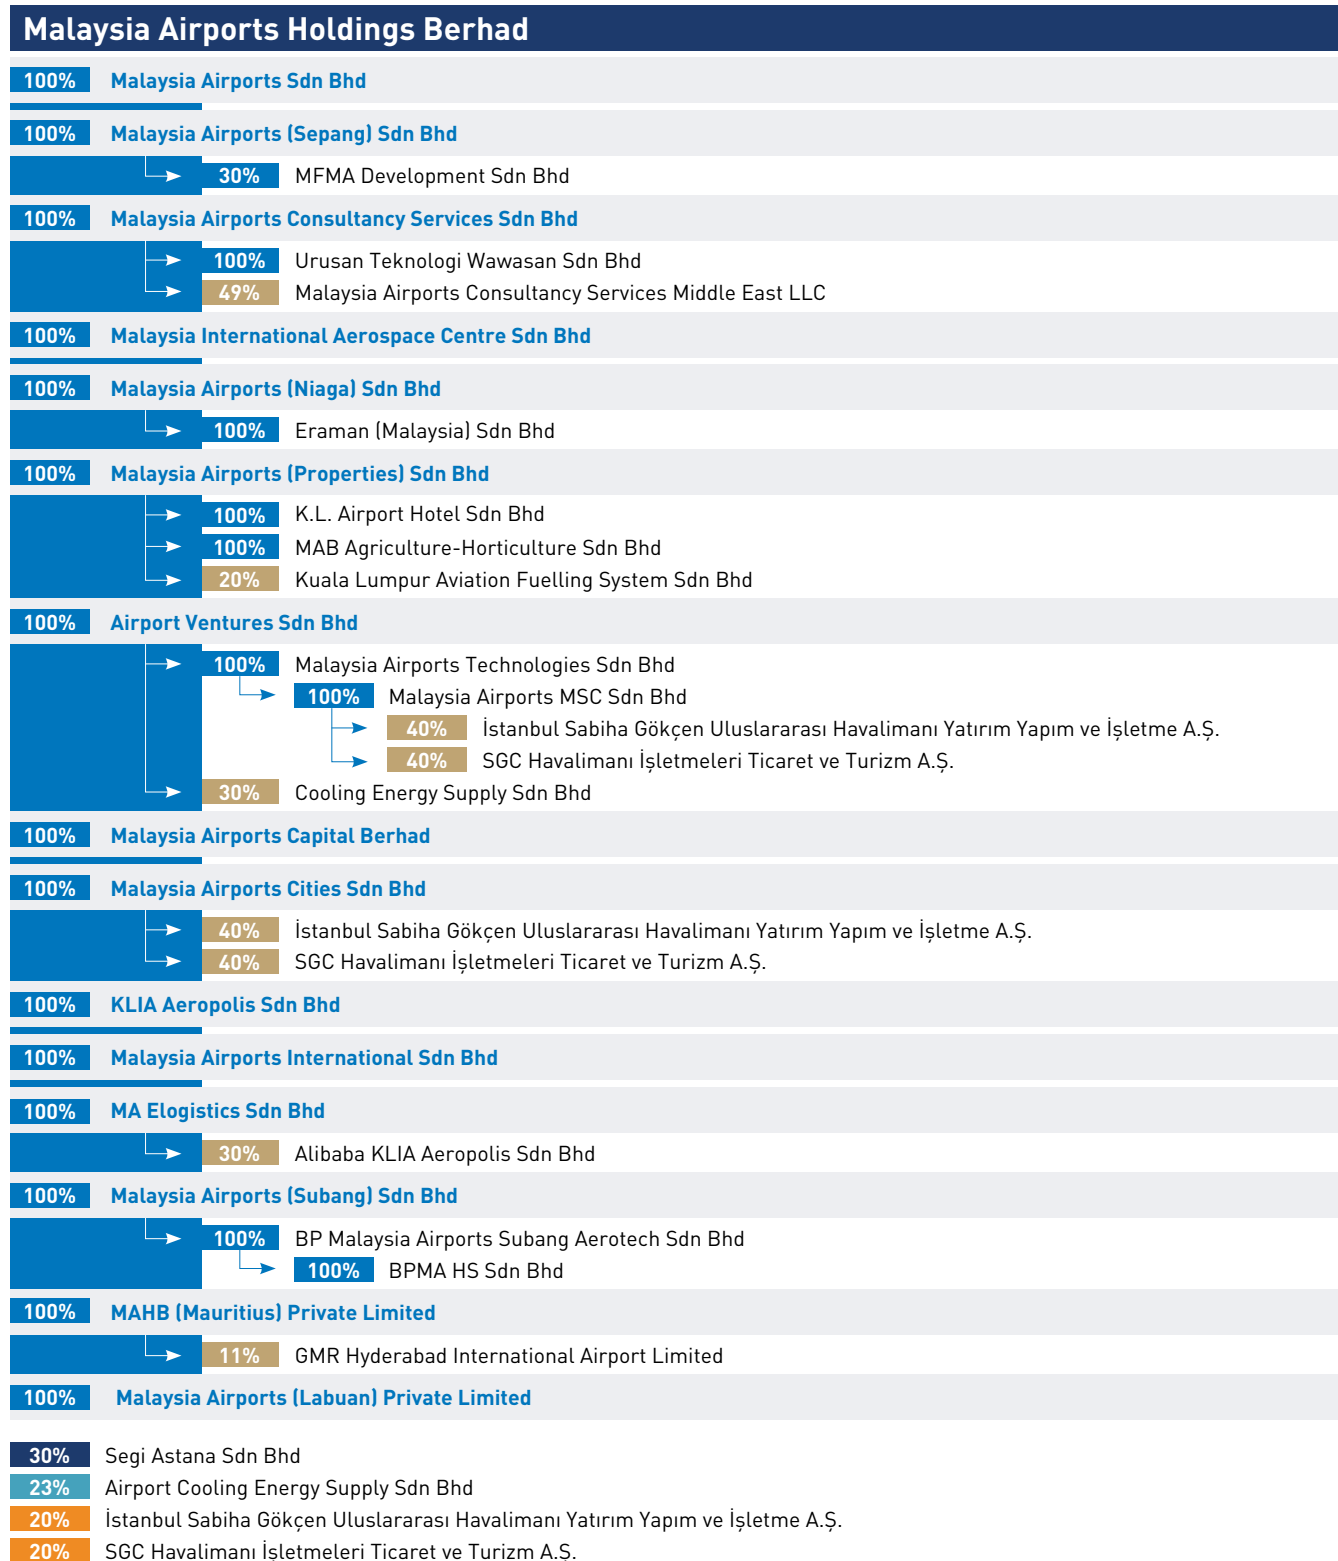 Malaysia Airports Holdings Berhad
100% Malaysia Airports Sdn Bhd
100% Malaysia Airports (Sepang) Sdn Bhd
30% MFMA Development Sdn Bhd
100% Malaysia Airports Consultancy Services Sdn Bhd
100% Urusan Teknologi Wawasan Sdn Bhd
49% Malaysia Airports Consultancy Services Middle East LLC
100% Malaysia International Aerospace Centre Sdn Bhd
100% Malaysia Airports (Niaga) Sdn Bhd
100% Eraman (Malaysia) Sdn Bhd
100% Malaysia Airports (Properties) Sdn Bhd
100% K.L. Airport Hotel Sdn Bhd
100% MAB Agriculture-Horticulture Sdn Bhd
20% Kuala Lumpur Aviation Fuelling System Sdn Bhd
100% Airport Ventures Sdn Bhd
100% Malaysia Airports Technologies Sdn Bhd
100% Malaysia Airports MSC Sdn Bhd
40% İstanbul Sabiha Gökçen Uluslararası Havalimanı Yatırım Yapım ve İşletme A.Ş.
40% SGC Havalimanı İşletmeleri Ticaret ve Turizm A.Ş.
30% Cooling Energy Supply Sdn Bhd
100% Malaysia Airports Capital Berhad
100% Malaysia Airports Cities Sdn Bhd
40% İstanbul Sabiha Gökçen Uluslararası Havalimanı Yatırım Yapım ve İşletme A.Ş.
40% SGC Havalimanı İşletmeleri Ticaret ve Turizm A.Ş.
100% KLIA Aeropolis Sdn Bhd
100% Malaysia Airports International Sdn Bhd
100% MA Elogistics Sdn Bhd
30% Alibaba KLIA Aeropolis Sdn Bhd
100% Malaysia Airports (Subang) Sdn Bhd
100% BP Malaysia Airports Subang Aerotech Sdn Bhd
100% BPMA HS Sdn Bhd
100% MAHB (Mauritius) Private Limited
11% GMR Hyderabad International Airport Limited
100% Malaysia Airports (Labuan) Private Limited
30% Segi Astana Sdn Bhd
23% Airport Cooling Energy Supply Sdn Bhd
20% İstanbul Sabiha Gökçen Uluslararası Havalimanı Yatırım Yapım ve İşletme A.Ş.
20% SGC Havalimanı İşletmeleri Ticaret ve Turizm A.Ş.